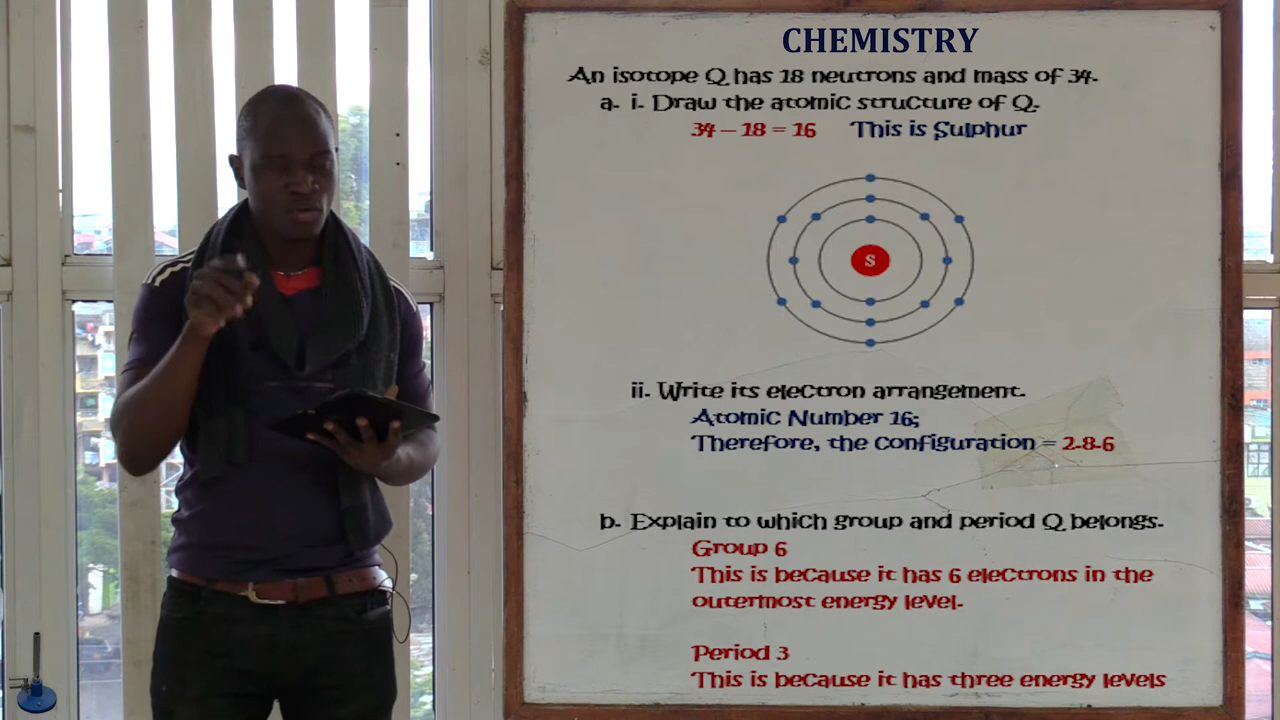 CHEMISTRY
An isotope Q has 18 neutrons and mass of 34.
a. i. Draw the atomic structure of Q.
34 – 18 = 16 This is Sulphur
S
ii. Write its electron arrangement.
Atomic Number 16;
Therefore, the Configuration = 2-8-6
b. Explain to which group and period Q belongs.
Group 6
This is because it has 6 electrons in the
outermost energy level.
Period 3
This is because it has three energy levels